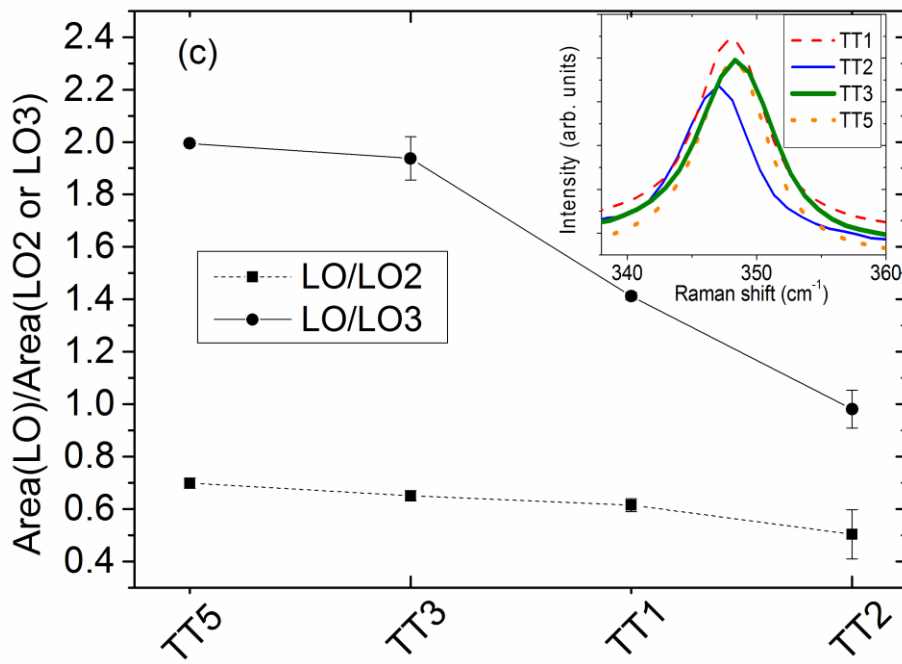 (c)
Area(LO)/Area(LO2 or LO3)
2.4
2.2
2.0
1.8
1.6
1.4
1.2
1.0
0.8
0.6
0.4
LO/LO2
LO/LO3
TT5
TT3
TT1
TT2
Intensity (arb. units)
TT1
TT2
TT3
TT5
340
350
360
Raman shift (cm⁻¹)